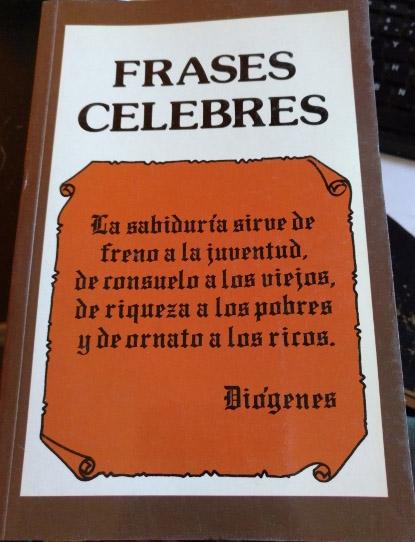 FRASES
CELEBRES
La sabiduría sirve de
freno a la juventud,
de consuelo a los viejos,
de riqueza a los pobres
y de ornato a los ricos.
Diógenes